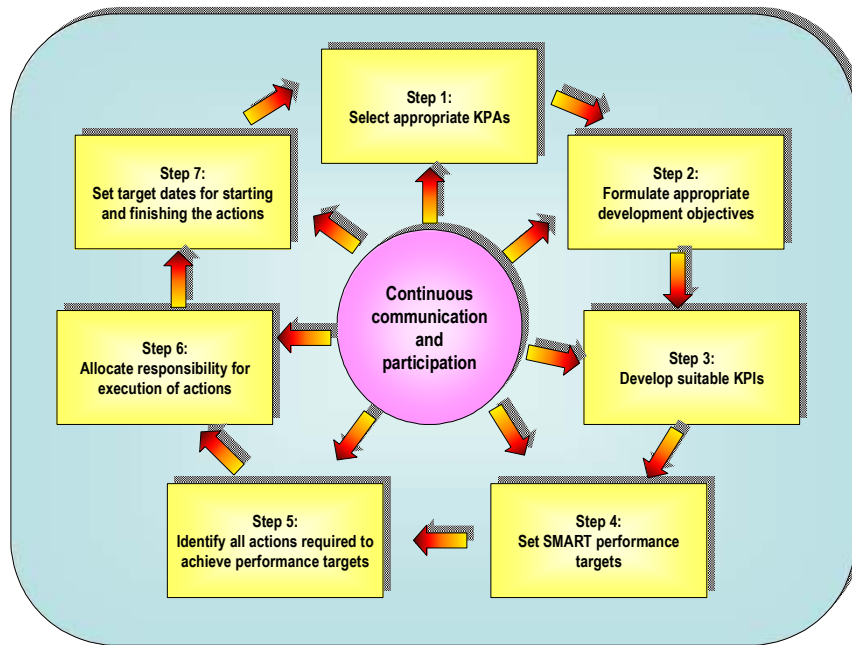 Step 1:
Select appropriate KPAs
Step 2:
Formulate appropriate
development objectives
Step 3:
Develop suitable KPIs
Step 4:
Set SMART performance
targets
Step 5:
Identify all actions required to
achieve performance targets
Step 6:
Allocate responsibility for
execution of actions
Step 7:
Set target dates for starting
and finishing the actions
Continuous
communication
and
participation